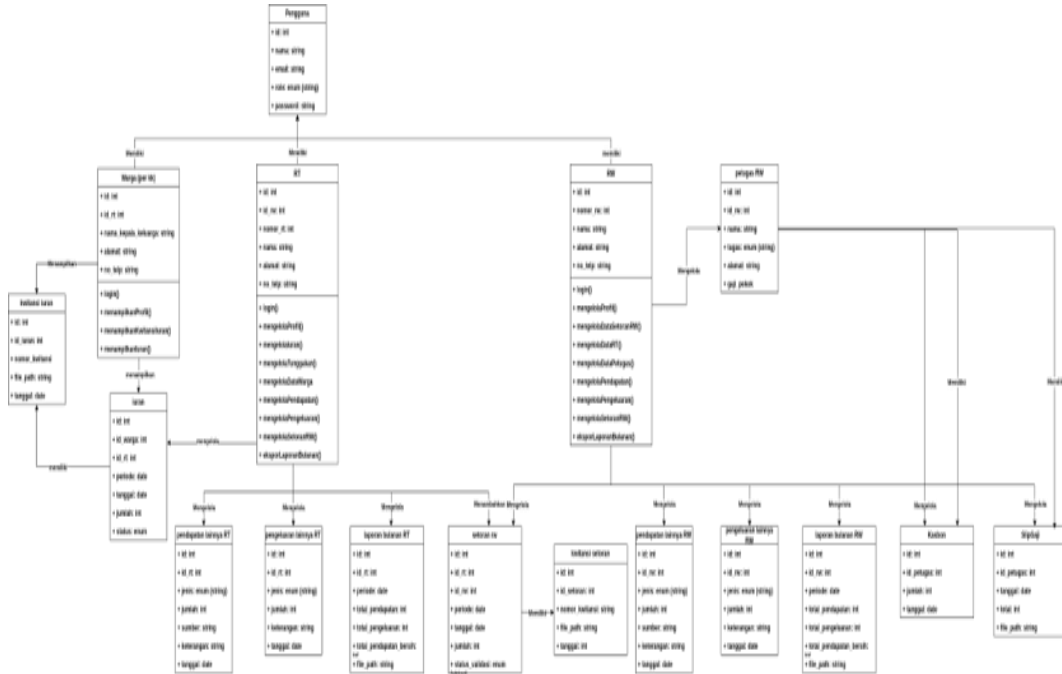 Pengguna
+ id: int
+ nama: string
+ email: string
+ role: enum (string)
+ password: string
Memiliki
Memiliki
memiliki
Warga (per kk)
+ id: int
+ id_rt: int
+ nama_kepala_keluarga: string
+ alamat: string
+ no_telp: string
+ login()
+ menampilkanProfil()
+ menampilkanKwitansiIuran()
+ menampilkanIuran()
RT
+ id: int
+ id_rw: int
+ nomor_rt: int
+ nama: string
+ alamat: string
+ no_telp: string
+ login()
+ mengelolaProfil()
+ mengelolaIuran()
+ mengelolaTunggakan()
+ mengelolaDataWarga
+ mengelolaPendapatan()
+ mengelolaPengeluaran()
+ mengelolaSetoranRW()
+ eksporLaporanBulanan()
RW
+ id: int
+ nomor_rw: int
+ nama: string
+ alamat: string
+ no_telp: string
+ login()
+ mengelolaProfil()
+ mengelolaDataSetoranRW()
+ mengelolaDataRT()
+ mengelolaDataPetugas()
+ mengelolaPendapatan()
+ mengelolaPengeluaran()
+ mengelolaSetoranRW()
+ eksporLaporanBulanan()
petugas RW
+ id: int
+ id_rw: int
+ nama: string
+ tugas: enum (string)
+ alamat: string
+ gaji_pokok
Mengelola
Menampilkan
kwitansi iuran
+ id: int
+ id_iuran: int
+ nomor_kwitansi
+ file_path: string
+ tanggal: date
menampilkan
iuran
+ id: int
+ id_warga: int
+ id_rt: int
+ periode: date
+ tanggal: date
+ jumlah: int
+ status: enum
mengelola
memiliki
Memiliki
Memiliki
Mengelola
Mengelola
Mengelola
Menambahkan
Mengelola
Mengelola
Mengelola
Mengelola
Mengelola
Mengelola
pendapatan lainnya RT
+ id: int
+ id_rt: int
+ jenis: enum (string)
+ jumlah: int
+ sumber: string
+ keterangan: string
+ tanggal: date
pengeluaran lainnya RT
+ id: int
+ id_rt: int
+ jenis: enum (string)
+ jumlah: int
+ keterangan: string
+ tanggal: date
laporan bulanan RT
+ id: int
+ id_rt: int
+ periode: date
+ total_pendapatan: int
+ total_pengeluaran: int
+ total_pendapatan_bersih:
+ file_path: string
setoran rw
+ id: int
+ id_rt: int
+ id_rw: int
+ periode: date
+ tanggal: date
+ jumlah: int
+ status_validasi: enum
Memiliki
kwitansi setoran
+ id: int
+ id_setoran: int
+ nomor_kwitansi: string
+ file_path: string
+ tanggal: int
pendapatan lainnya RW
+ id: int
+ id_rw: int
+ jenis: enum (string)
+ jumlah: int
+ sumber: string
+ keterangan: string
+ tanggal: date
pengeluaran lainnya
RW
+ id: int
+ id_rw: int
+ jenis: enum (string)
+ jumlah: int
+ keterangan: string
+ tanggal: date
laporan bulanan RW
+ id: int
+ id_rw: int
+ periode: date
+ total_pendapatan: int
+ total_pengeluaran: int
+ total_pendapatan_bersih:
+ file_path: string
Kasbon
+ id: int
+ id_petugas: int
+ jumlah: int
+ tanggal: date
SlipGaji
+ id: int
+ id_petugas: int
+ tanggal: date
+ total: int
+ file_path: string